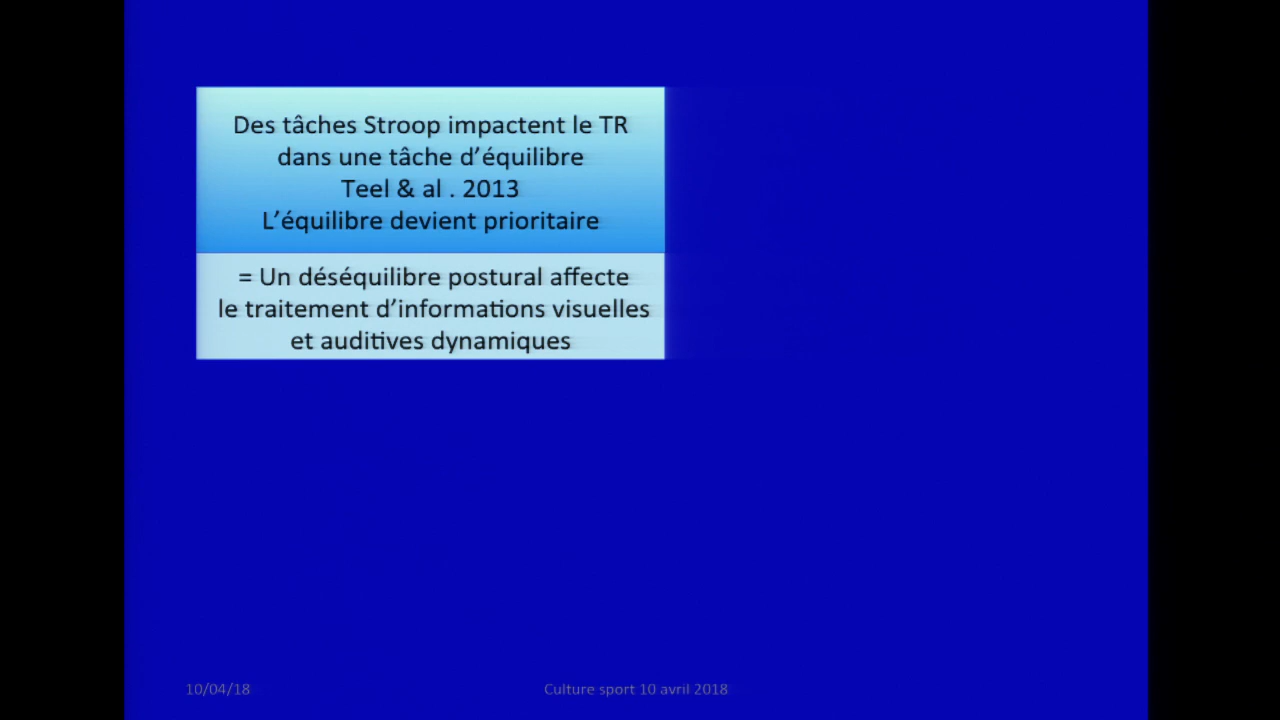 Des tâches Stroop impactent le TR
dans une tâche d’équilibre
Teel & al . 2013
L’équilibre devient prioritaire
= Un déséquilibre postural affecte
le traitement d’informations visuelles
et auditives dynamiques
10/04/18
Culture sport 10 avril 2018